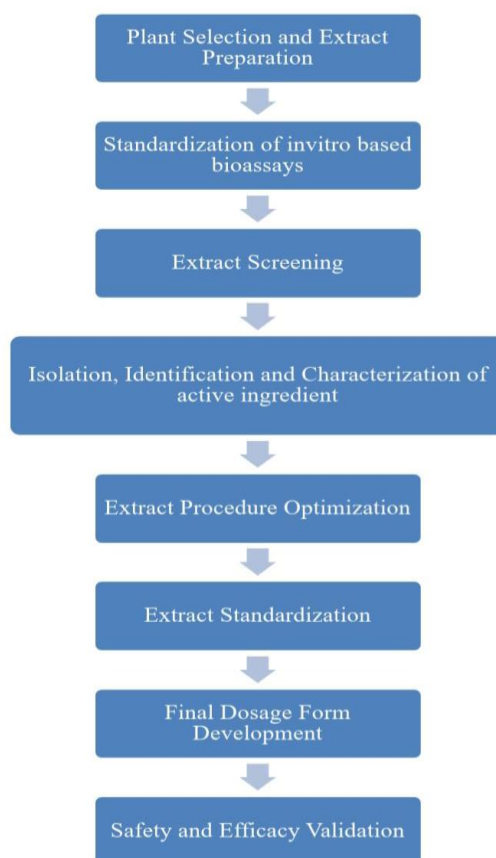 Plant Selection and Extract
Preparation
Standardization of invitro based
bioassays
Extract Screening
Isolation, Identification and Characterization of
active ingredient
Extract Procedure Optimization
Extract Standardization
Final Dosage Form
Development
Safety and Efficacy Validation